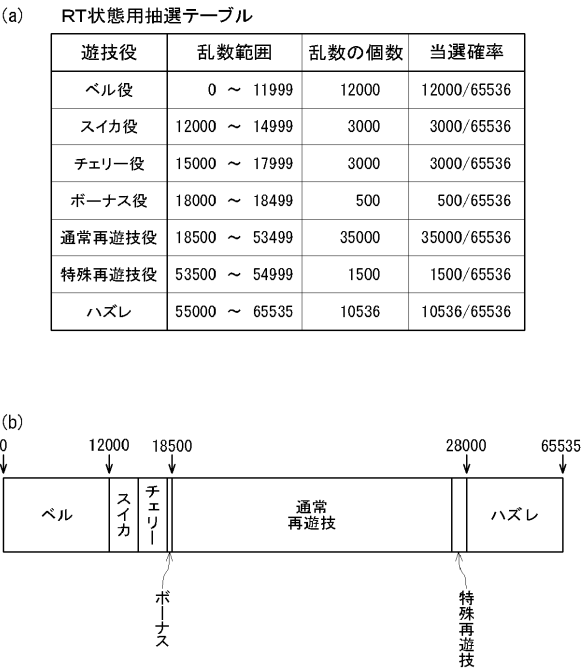 (a) RT状態用抽選テーブル
遊技役 乱数範囲 乱数の個数 当選確率
ベル役 0 ～ 11999 12000 12000/65536
スイカ役 12000 ～ 14999 3000 3000/65536
チェリー役 15000 ～ 17999 3000 3000/65536
ボーナス役 18000 ～ 18499 500 500/65536
通常再遊技役 18500 ～ 53499 35000 35000/65536
特殊再遊技役 53500 ～ 54999 1500 1500/65536
ハズレ 55000 ～ 65535 10536 10536/65536
(b)
0 12000 18500 28000 65535
ベル
スイカ
チェリー
通常
再遊技
ハズレ
ボーナス
特殊再遊技